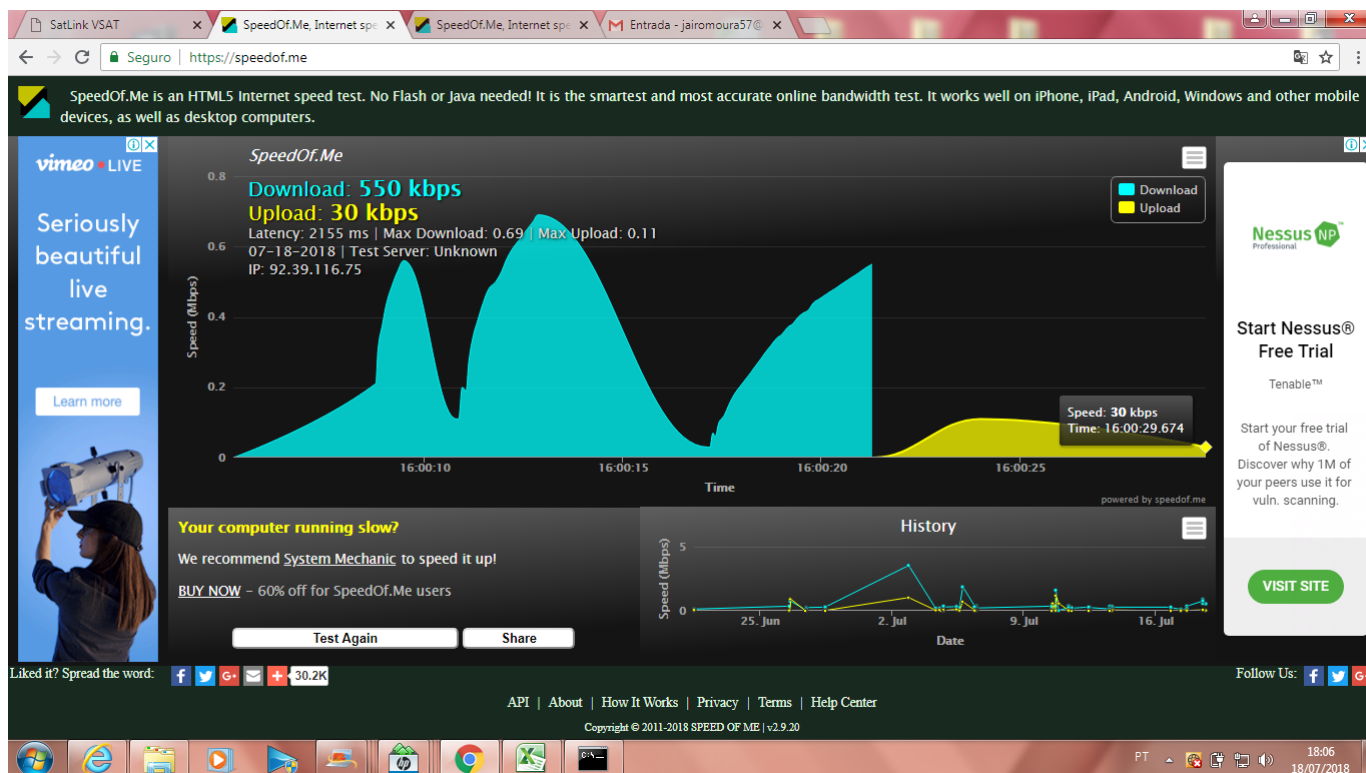 SatLink VSAT
SpeedOf.Me, Internet spe
SpeedOf.Me, Internet spe
Entrada - jairomoura57@
Seguro
https://speedof.me
SpeedOf.Me is an HTML5 Internet speed test. No Flash or Java needed! It is the smartest and most accurate online bandwidth test. It works well on iPhone, iPad, Android, Windows and other mobile
devices, as well as desktop computers.
vimeo LIVE
Seriously
beautiful
live
streaming.
Learn more
SpeedOf.Me
Download: 550 kbps
Upload: 30 kbps
Latency: 2155 ms | Max Download: 0.69 | Max Upload: 0.11
07-18-2018 | Test Server: Unknown
IP: 92.39.116.75
Download
Upload
0.8
0.6
0.4
0.2
0
Speed (Mbps)
Speed: 30 kbps
Time: 16:00:29.674
16:00:10 16:00:15 16:00:20 16:00:25
Time
powered by speedof.me
Nessus NP
Professional
Start Nessus®
Free Trial
Tenable™
Start your free trial
of Nessus®.
Discover why 1M of
your peers use it for
vuln. scanning.
VISIT SITE
Your computer running slow?
We recommend System Mechanic to speed it up!
BUY NOW – 60% off for SpeedOf.Me users
Test Again
Share
History
5
0
Speed (Mbps)
25. Jun 2. Jul 9. Jul 16. Jul
Date
Liked it? Spread the word:
30.2K
Follow Us:
API | About | How It Works | Privacy | Terms | Help Center
Copyright © 2011-2018 SPEED OF ME | v2.9.20
PT
18:06
18/07/2018